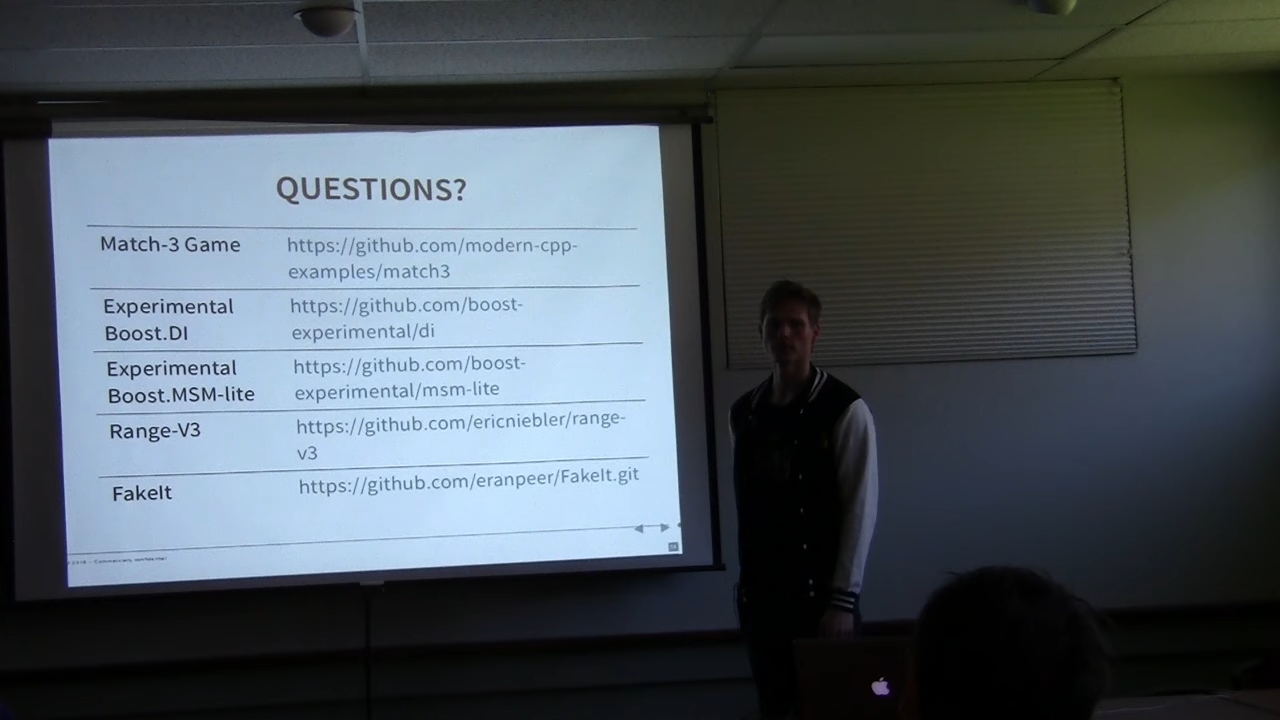 QUESTIONS?
Match-3 Game
https://github.com/modern-cpp-
examples/match3
Experimental
Boost.DI
https://github.com/boost-
experimental/di
Experimental
Boost.MSM-lite
https://github.com/boost-
experimental/msm-lite
Range-V3
https://github.com/ericniebler/range-
v3
FakeIt
https://github.com/eranpeer/FakeIt.git